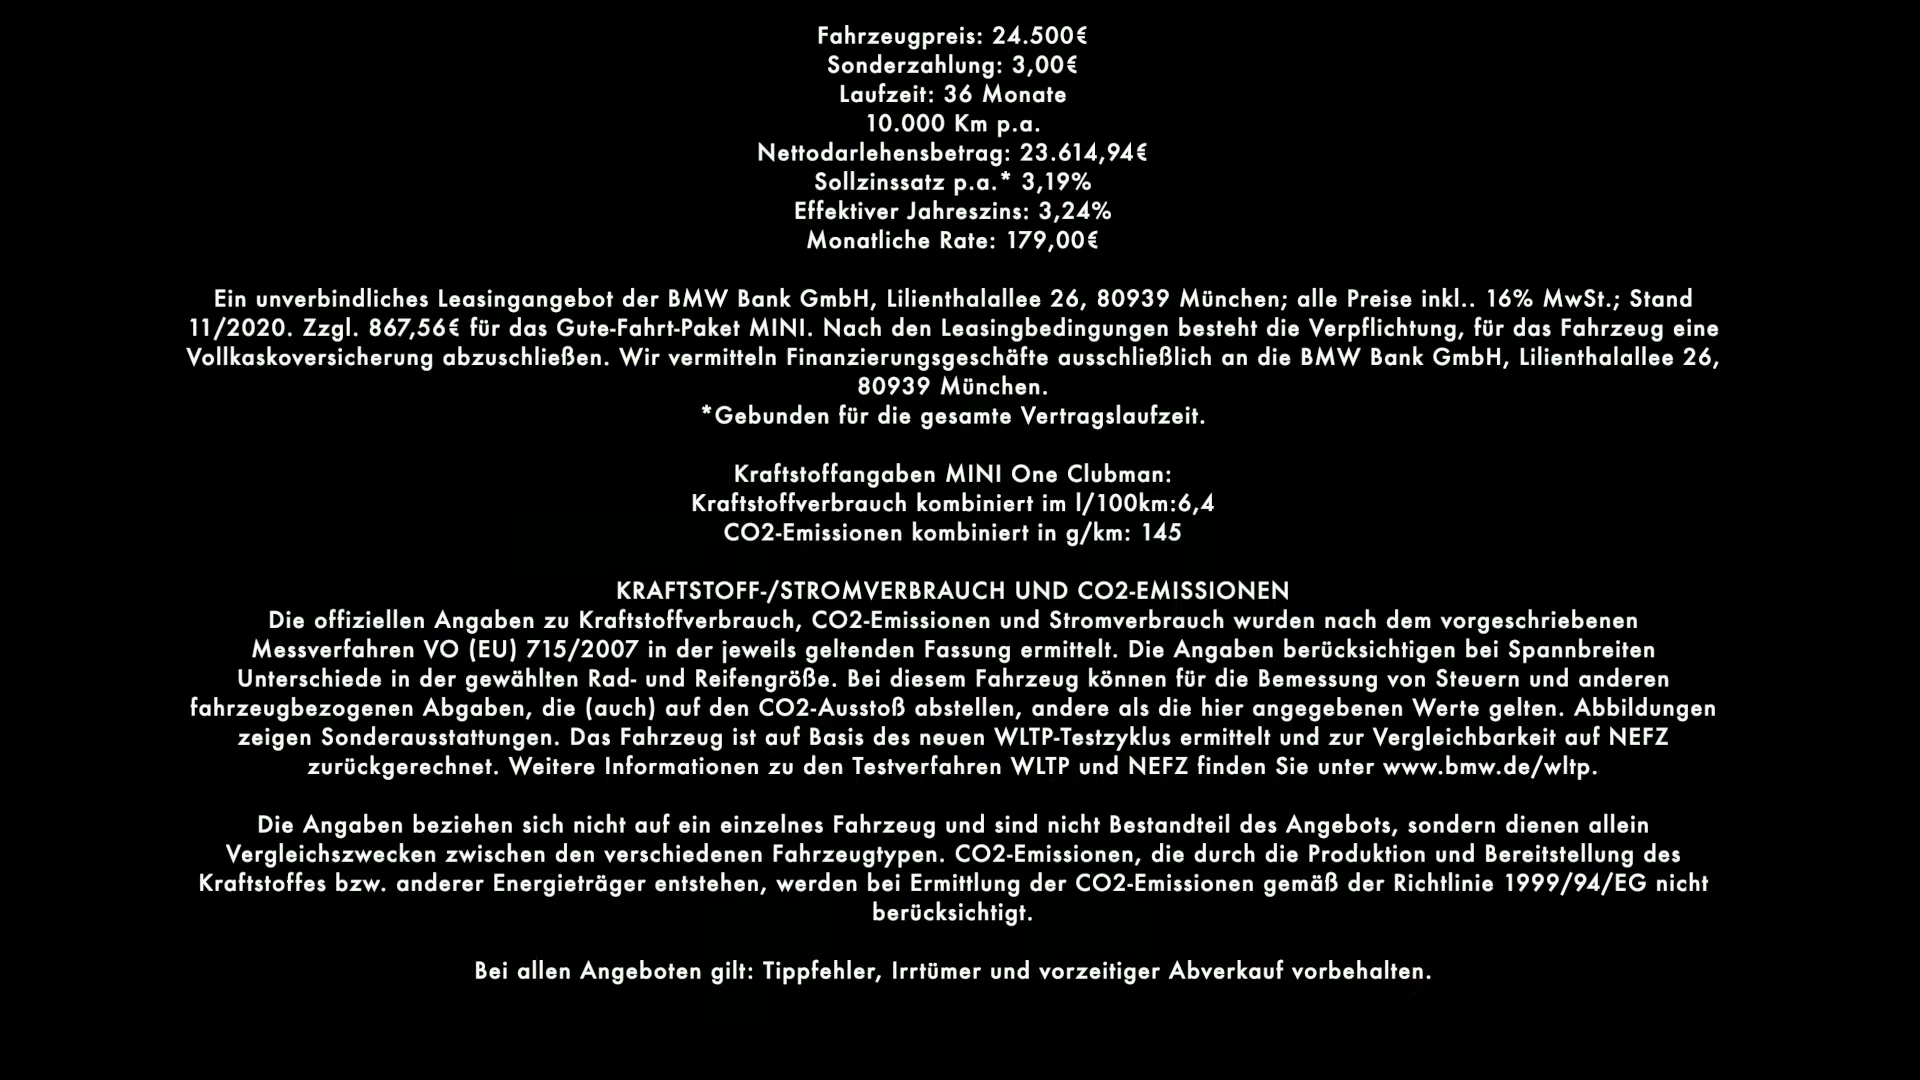 Fahrzeugpreis: 24.500€
Sonderzahlung: 3,00€
Laufzeit: 36 Monate
10.000 Km p.a.
Nettodarlehensbetrag: 23.614,94€
Sollzinssatz p.a.* 3,19%
Effektiver Jahreszins: 3,24%
Monatliche Rate: 179,00€
Ein unverbindliches Leasingangebot der BMW Bank GmbH, Lilienthalallee 26, 80939 München; alle Preise inkl.. 16% MwSt.; Stand
11/2020. Zzgl. 867,56€ für das Gute-Fahrt-Paket MINI. Nach den Leasingbedingungen besteht die Verpflichtung, für das Fahrzeug eine
Vollkaskoversicherung abzuschließen. Wir vermitteln Finanzierungsgeschäfte ausschließlich an die BMW Bank GmbH, Lilienthalallee 26,
80939 München.
*Gebunden für die gesamte Vertragslaufzeit.
Kraftstoffangaben MINI One Clubman:
Kraftstoffverbrauch kombiniert im l/100km:6,4
CO2-Emissionen kombiniert in g/km: 145
KRAFTSTOFF-/STROMVERBRAUCH UND CO2-EMISSIONEN
Die offiziellen Angaben zu Kraftstoffverbrauch, CO2-Emissionen und Stromverbrauch wurden nach dem vorgeschriebenen
Messverfahren VO (EU) 715/2007 in der jeweils geltenden Fassung ermittelt. Die Angaben berücksichtigen bei Spannbreiten
Unterschiede in der gewählten Rad- und Reifengröße. Bei diesem Fahrzeug können für die Bemessung von Steuern und anderen
fahrzeugbezogenen Abgaben, die (auch) auf den CO2-Ausstoß abstellen, andere als die hier angegebenen Werte gelten. Abbildungen
zeigen Sonderausstattungen. Das Fahrzeug ist auf Basis des neuen WLTP-Testzyklus ermittelt und zur Vergleichbarkeit auf NEFZ
zurückgerechnet. Weitere Informationen zu den Testverfahren WLTP und NEFZ finden Sie unter www.bmw.de/wltp.
Die Angaben beziehen sich nicht auf ein einzelnes Fahrzeug und sind nicht Bestandteil des Angebots, sondern dienen allein
Vergleichszwecken zwischen den verschiedenen Fahrzeugtypen. CO2-Emissionen, die durch die Produktion und Bereitstellung des
Kraftstoffes bzw. anderer Energieträger entstehen, werden bei Ermittlung der CO2-Emissionen gemäß der Richtlinie 1999/94/EG nicht
berücksichtigt.
Bei allen Angeboten gilt: Tippfehler, Irrtümer und vorzeitiger Abverkauf vorbehalten.